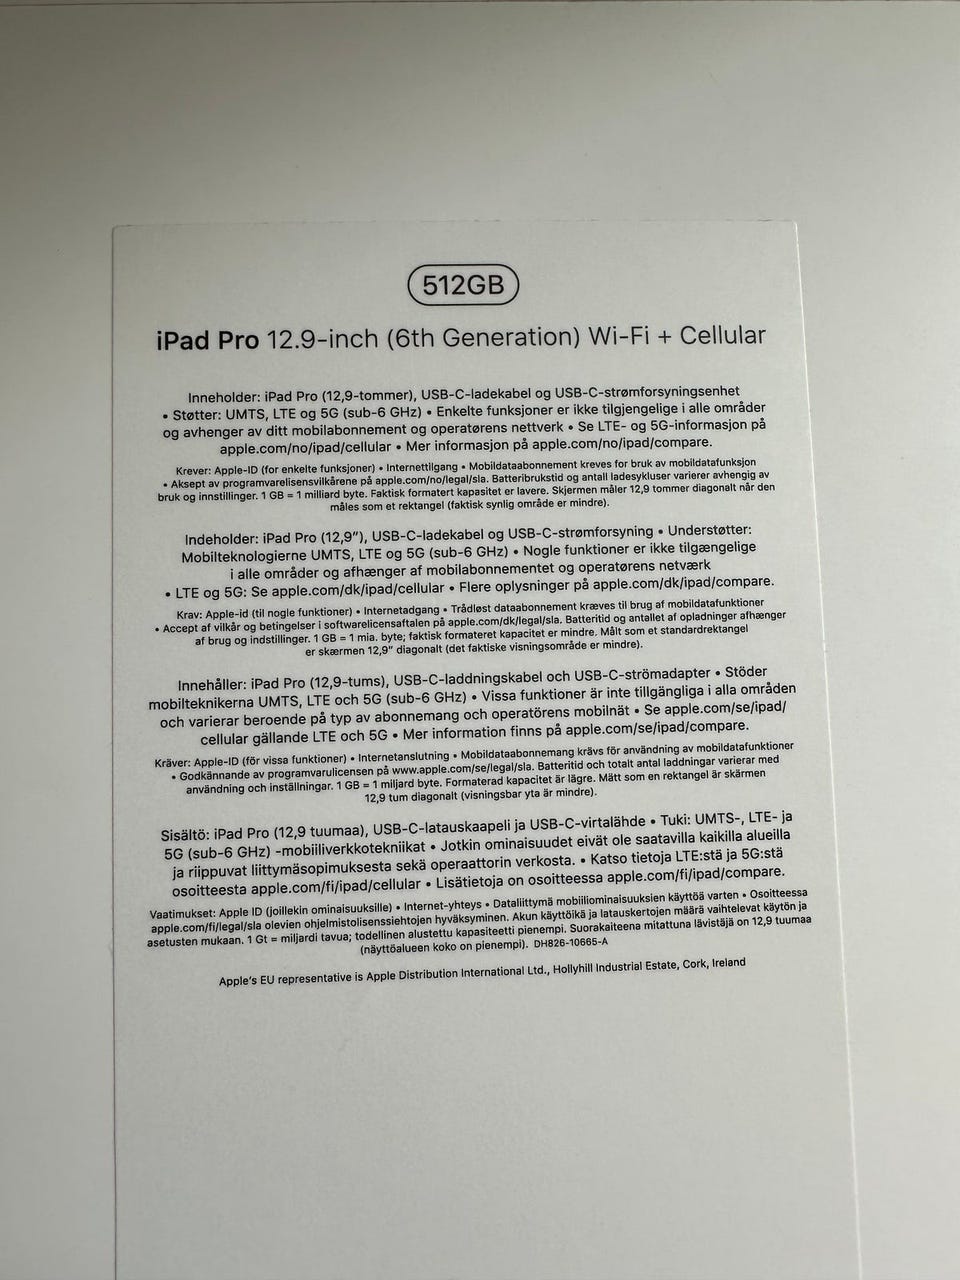 512GB
iPad Pro 12.9-inch (6th Generation) Wi-Fi + Cellular
Inneholder: iPad Pro (12,9-tommer), USB-C-ladekabel og USB-C-strømforsyningsenhet
• Støtter: UMTS, LTE og 5G (sub-6 GHz) • Enkelte funksjoner er ikke tilgjengelige i alle områder
og avhenger av ditt mobilabonnement og operatørens nettverk • Se LTE- og 5G-informasjon på
apple.com/no/ipad/cellular • Mer informasjon på apple.com/no/ipad/compare.
Krever: Apple-ID (for enkelte funksjoner) • Internettilgang • Mobildataabonnement kreves for bruk av mobildatafunksjon
• Aksept av programvarelisensvilkårene på apple.com/no/legal/sla. Batteribrukstid og antall ladesykluser varierer avhengig av
bruk og innstillinger. 1 GB = 1 milliard byte. Faktisk formatert kapasitet er lavere. Skjermen måler 12,9 tommer diagonalt når den
måles som et rektangel (faktisk synlig område er mindre).
Indeholder: iPad Pro (12,9″), USB-C-ladekabel og USB-C-strømforsyning • Understøtter:
Mobilteknologierne UMTS, LTE og 5G (sub-6 GHz) • Nogle funktioner er ikke tilgængelige
i alle områder og afhænger af mobilabonnementet og operatørens netværk
• LTE og 5G: Se apple.com/dk/ipad/cellular • Flere oplysninger på apple.com/dk/ipad/compare.
Krav: Apple-id (til nogle funktioner) • Internetadgang • Trådløst dataabonnement kræves til brug af mobildatafunktioner
• Accept af vilkår og betingelser i softwarelicensaftalen på apple.com/dk/legal/sla. Batteritid og antallet af opladninger afhænger
af brug og indstillinger. 1 GB = 1 mia. byte; faktisk formateret kapacitet er mindre. Målt som et standardrektangel
er skærmen 12,9″ diagonalt (det faktiske visningsområde er mindre).
Innehåller: iPad Pro (12,9-tums), USB-C-laddningskabel och USB-C-strömadapter • Stöder
mobilteknikerna UMTS, LTE och 5G (sub-6 GHz) • Vissa funktioner är inte tillgängliga i alla områden
och varierar beroende på typ av abonnemang och operatörens mobilnät • Se apple.com/se/ipad/
cellular gällande LTE och 5G • Mer information finns på apple.com/se/ipad/compare.
Kräver: Apple-ID (för vissa funktioner) • Internetanslutning • Mobildataabonnemang krävs för användning av mobildatafunktioner
• Godkännande av programvarulicensen på www.apple.com/se/legal/sla. Batteritid och totalt antal laddningar varierar med
användning och inställningar. 1 GB = 1 miljard byte. Formaterad kapacitet är lägre. Mätt som en rektangel är skärmen
12,9 tum diagonalt (visningsbar yta är mindre).
Sisältö: iPad Pro (12,9 tuumaa), USB-C-latauskaapeli ja USB-C-virtalähde • Tuki: UMTS-, LTE- ja
5G (sub-6 GHz) -mobiiliverkkotekniikat • Jotkin ominaisuudet eivät ole saatavilla kaikilla alueilla
ja riippuvat liittymäsopimuksesta sekä operaattorin verkosta. • Katso tietoja LTE:stä ja 5G:stä
osoitteesta apple.com/fi/ipad/cellular • Lisätietoja on osoitteessa apple.com/fi/ipad/compare.
Vaatimukset: Apple ID (joillekin ominaisuuksille) • Internet-yhteys • Dataliittymä mobiiliominaisuuksien käyttöä varten • Osoitteessa
apple.com/fi/legal/sla olevien ohjelmistolisenssiehtojen hyväksyminen. Akun käyttöikä ja latauskertojen määrä vaihtelevat käytön ja
asetusten mukaan. 1 Gt = miljardi tavua; todellinen alustettu kapasiteetti pienempi. Suorakaiteena mitattuna lävistäjä on 12,9 tuumaa
(näyttöalueen koko on pienempi). DH826-10665-A
Apple's EU representative is Apple Distribution International Ltd., Hollyhill Industrial Estate, Cork, Ireland